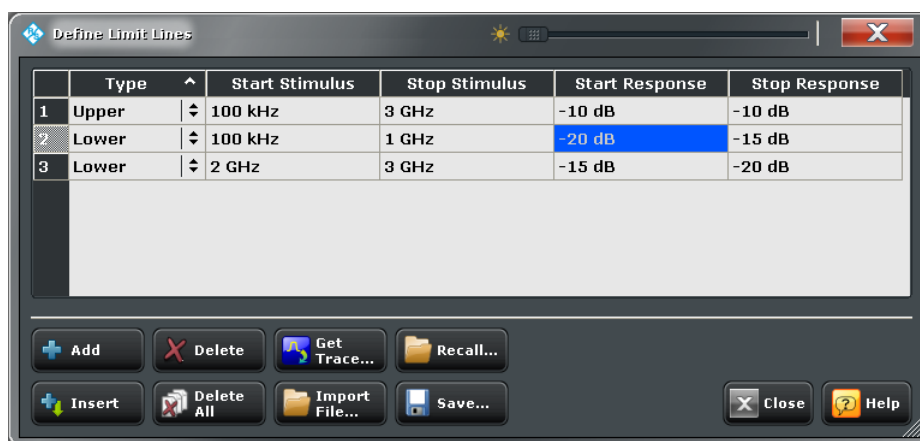 Define Limit Lines
Type Start Stimulus Stop Stimulus Start Response Stop Response
1 Upper 100 kHz 3 GHz -10 dB -10 dB
2 Lower 100 kHz 1 GHz -20 dB -15 dB
3 Lower 2 GHz 3 GHz -15 dB -20 dB
Add Delete Get Trace... Recall...
Insert Delete All Import File... Save... Close Help